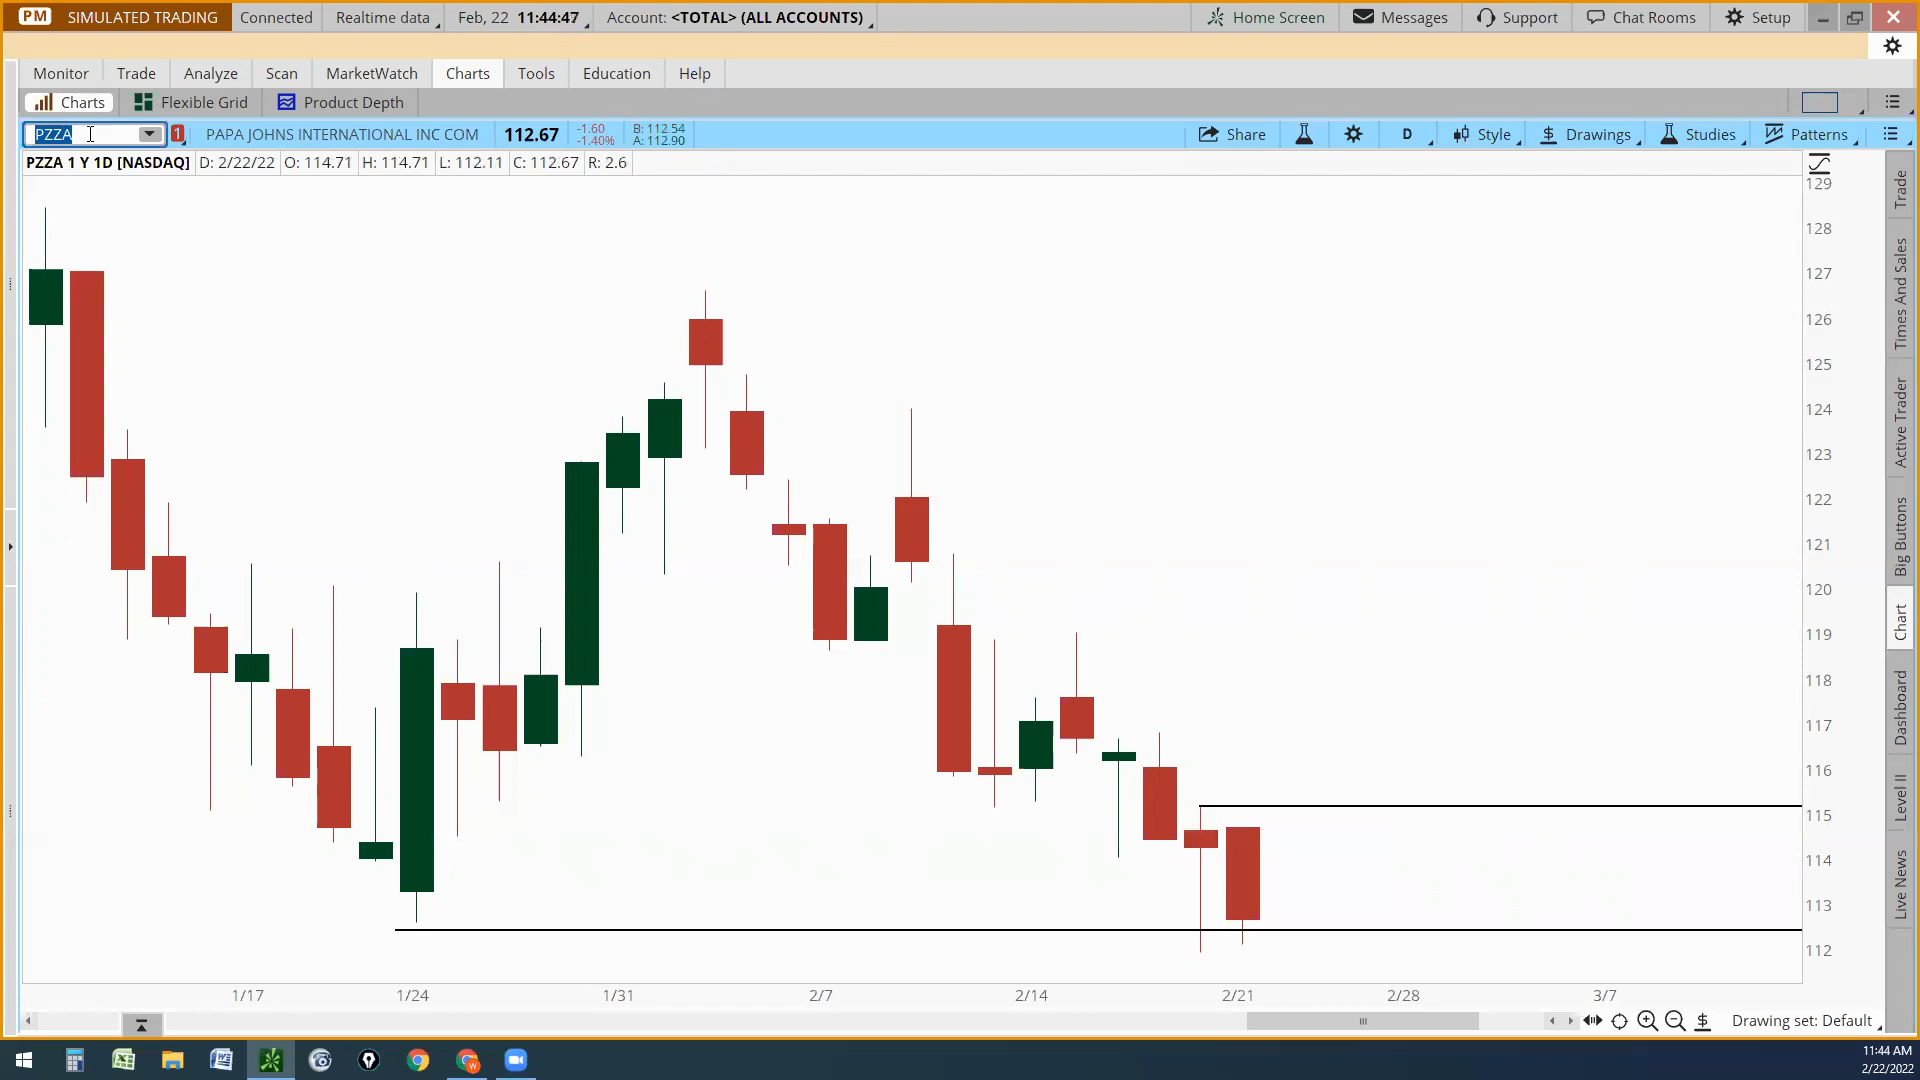 PM SIMULATED TRADING Connected Realtime data Feb, 22 11:44:47 Account: <TOTAL> (ALL ACCOUNTS) Home Screen Messages Support Chat Rooms Setup
Monitor Trade Analyze Scan MarketWatch Charts Tools Education Help
Charts Flexible Grid Product Depth
PZZA 1 PAPA JOHNS INTERNATIONAL INC COM 112.67 -1.60 B: 112.54 Share D Style $ Drawings Studies Patterns
-1.40% A: 112.90
PZZA 1 Y 1D [NASDAQ] D: 2/22/22 O: 114.71 H: 114.71 L: 112.11 C: 112.67 R: 2.6
129
128
127
126
125
124
123
122
121
120
119
118
117
116
115
114
113
112
1/17 1/24 1/31 2/7 2/14 2/21 2/28 3/7
Trade
Times And Sales
Active Trader
Big Buttons
Chart
Dashboard
Level II
Live News
$ Drawing set: Default
11:44 AM
2/22/2022